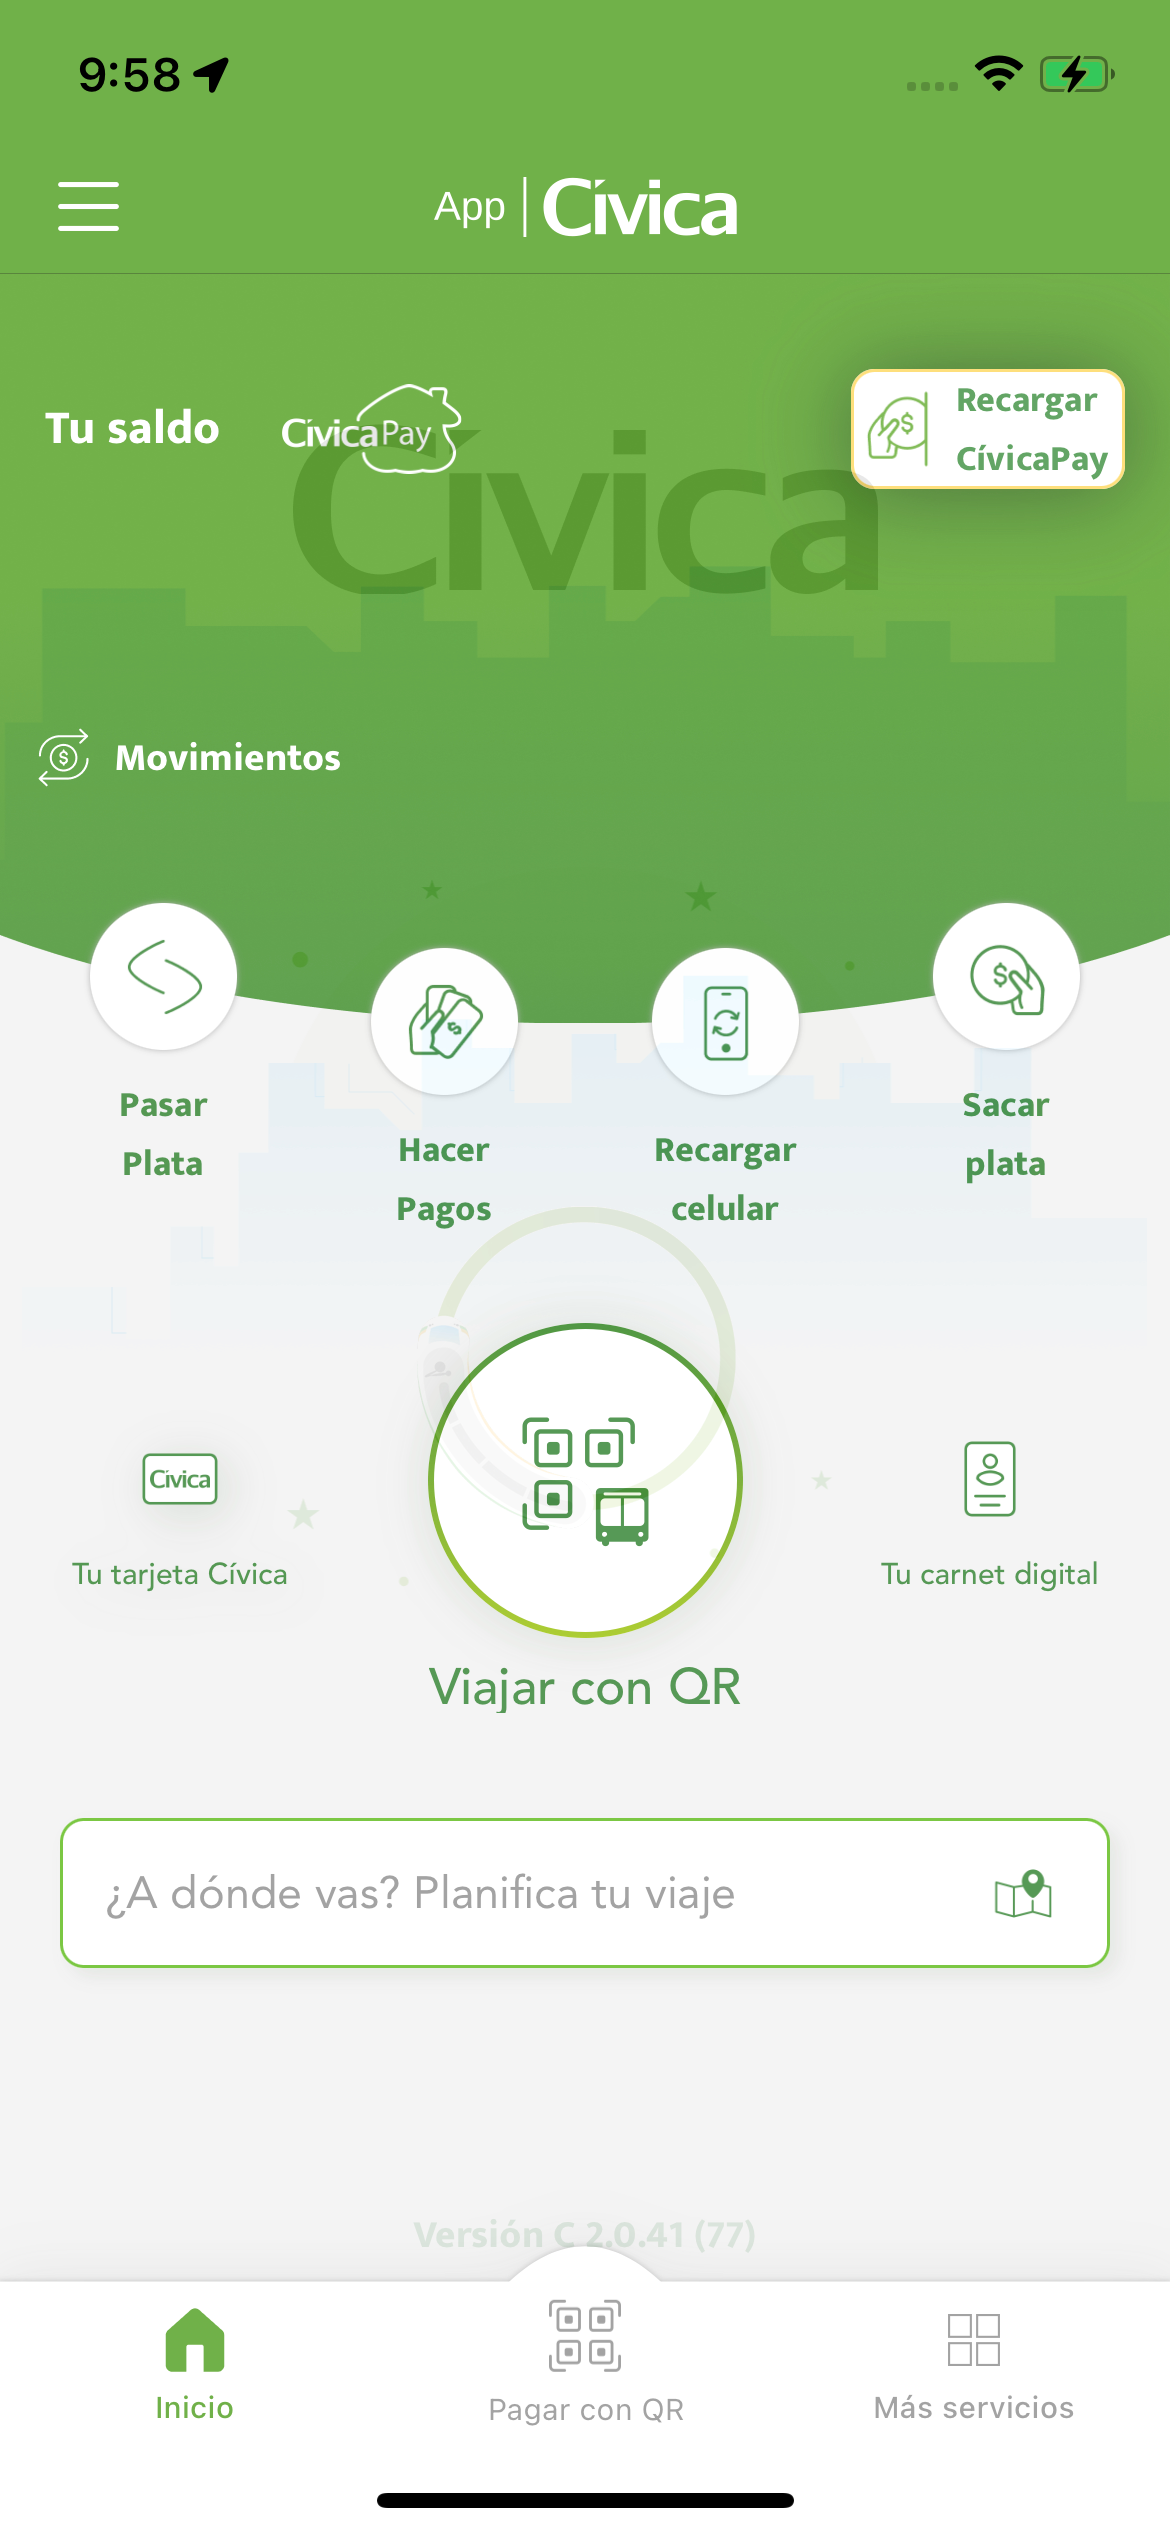 9:58
App | Cívica
Tu saldo
CívicaPay
Recargar
CívicaPay
Cívica
Movimientos
Pasar
Plata
Hacer
Pagos
Recargar
celular
Sacar
plata
Cívica
Tu tarjeta Cívica
Tu carnet digital
Viajar con QR
¿A dónde vas? Planifica tu viaje
Versión C 2.0.41 (77)
Inicio
Pagar con QR
Más servicios